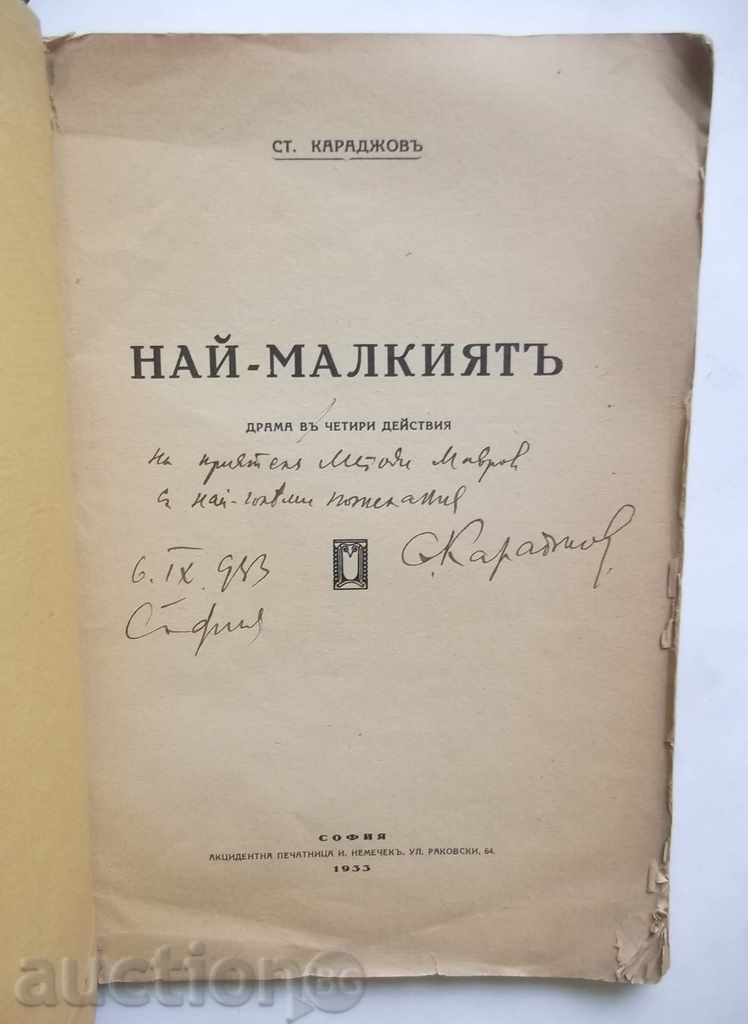 СТ. КАРАДЖОВЪ
НАЙ-МАЛКИЯТЪ
ДРАМА ВЪ ЧЕТИРИ ДЕЙСТВИЯ
На приятеля Методи Мавров
с най-голѣми пожелания
6. IX. 933 С. Караджов
София
СОФИЯ
АКЦИДЕНТНА ПЕЧАТНИЦА И. НЕМЕЧЕКЪ, УЛ. РАКОВСКИ, 64.
1933
auction BG